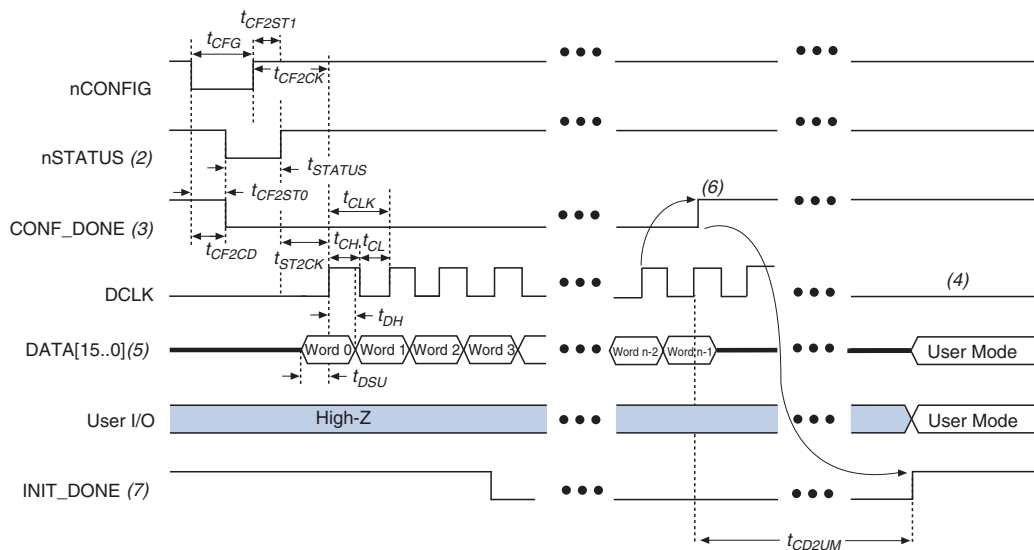 tCF2ST1
tCFG
tCF2CK
nCONFIG
nSTATUS (2)
tSTATUS
tCF2ST0
tCLK
(6)
CONF_DONE (3)
tCF2CD
tST2CK
tCH
tCL
DCLK
(4)
tDH
DATA[15..0](5)
Word 0
Word 1
Word 2
Word 3
Word n-2
Word n-1
User Mode
tDSU
User I/O
High-Z
User Mode
INIT_DONE (7)
tCD2UM